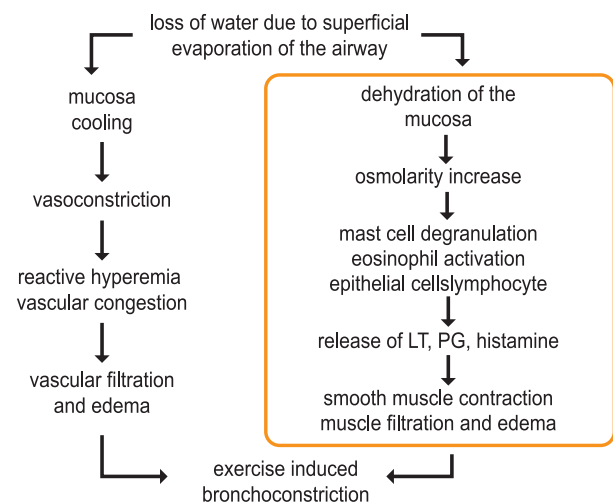 loss of water due to superficial
evaporation of the airway
mucosa
cooling
vasoconstriction
reactive hyperemia
vascular congestion
vascular filtration
and edema
dehydration of the
mucosa
osmolarity increase
mast cell degranulation
eosinophil activation
epithelial cellslymphocyte
release of LT, PG, histamine
smooth muscle contraction
muscle filtration and edema
exercise induced
bronchoconstriction